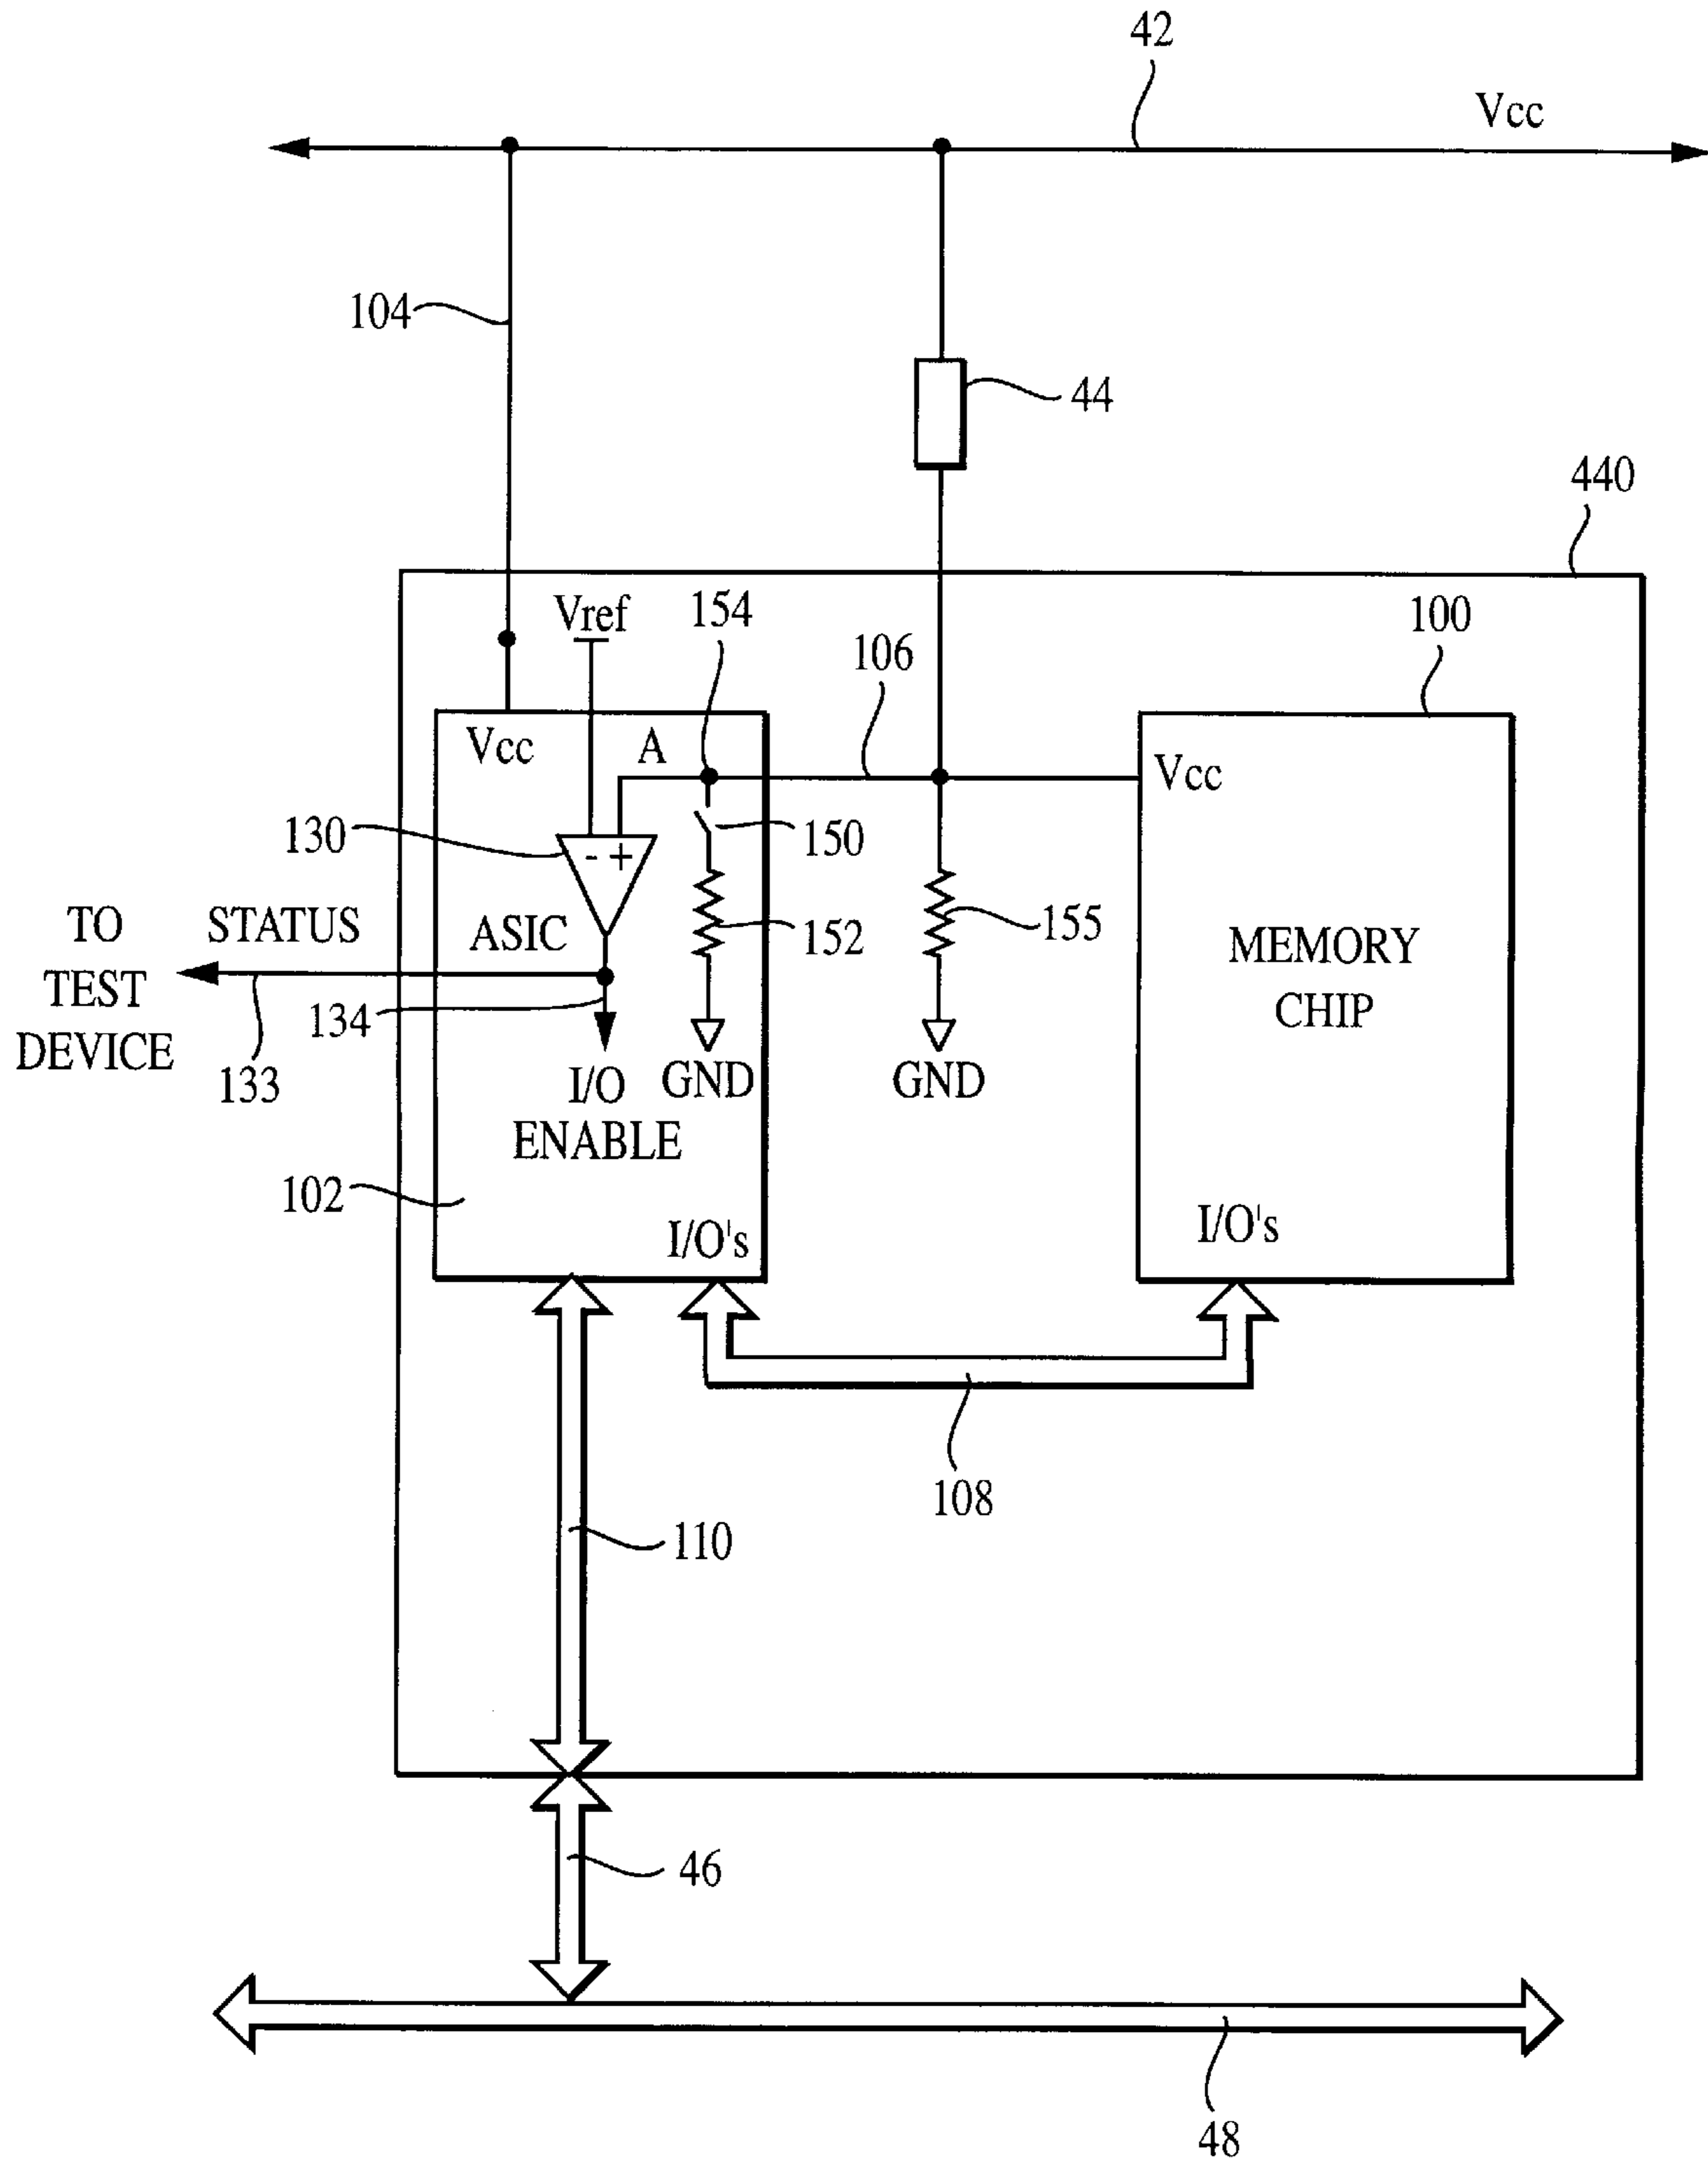 42
Vcc
104
44
440
Vref
154
106
100
Vcc
A
Vcc
130
- +
150
TO
TEST
DEVICE
STATUS
ASIC
152
155
MEMORY
CHIP
133
134
I/O
ENABLE
GND
GND
102
I/O's
I/O's
108
110
46
48